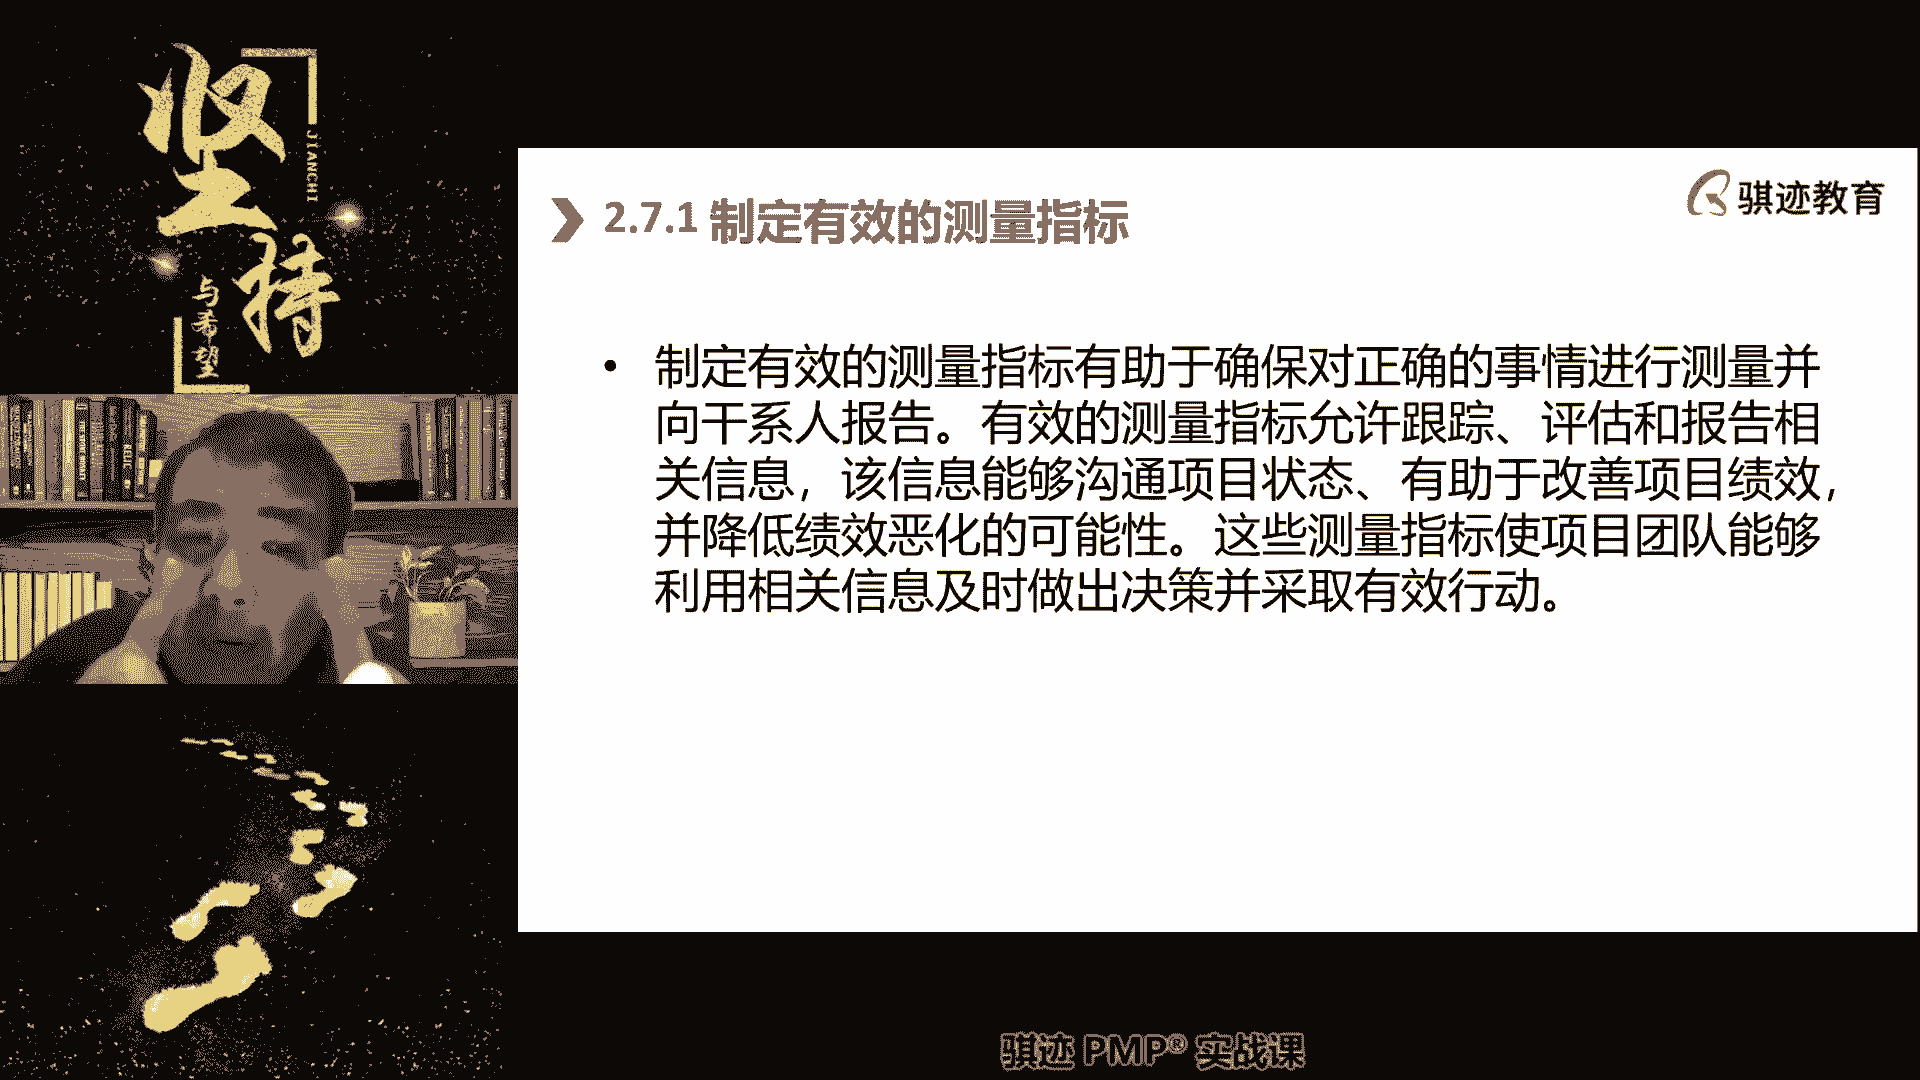 坚持
JIANCHI
与希望
骐迹教育
2.7.1 制定有效的测量指标
• 制定有效的测量指标有助于确保对正确的事情进行测量并
向干系人报告。有效的测量指标允许跟踪、评估和报告相
关信息，该信息能够沟通项目状态、有助于改善项目绩效，
并降低绩效恶化的可能性。这些测量指标使项目团队能够
利用相关信息及时做出决策并采取有效行动。
骐迹 PMP® 实战课